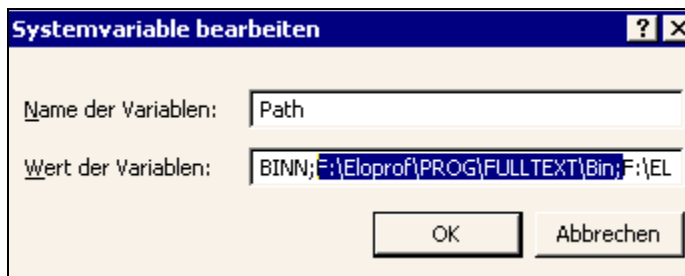 Systemvariable bearbeiten ? X
Name der Variablen: Path
Wert der Variablen: BINN;F:\Eloprof\PROG\FULLTEXT\Bin;F:\EL
OK Abbrechen